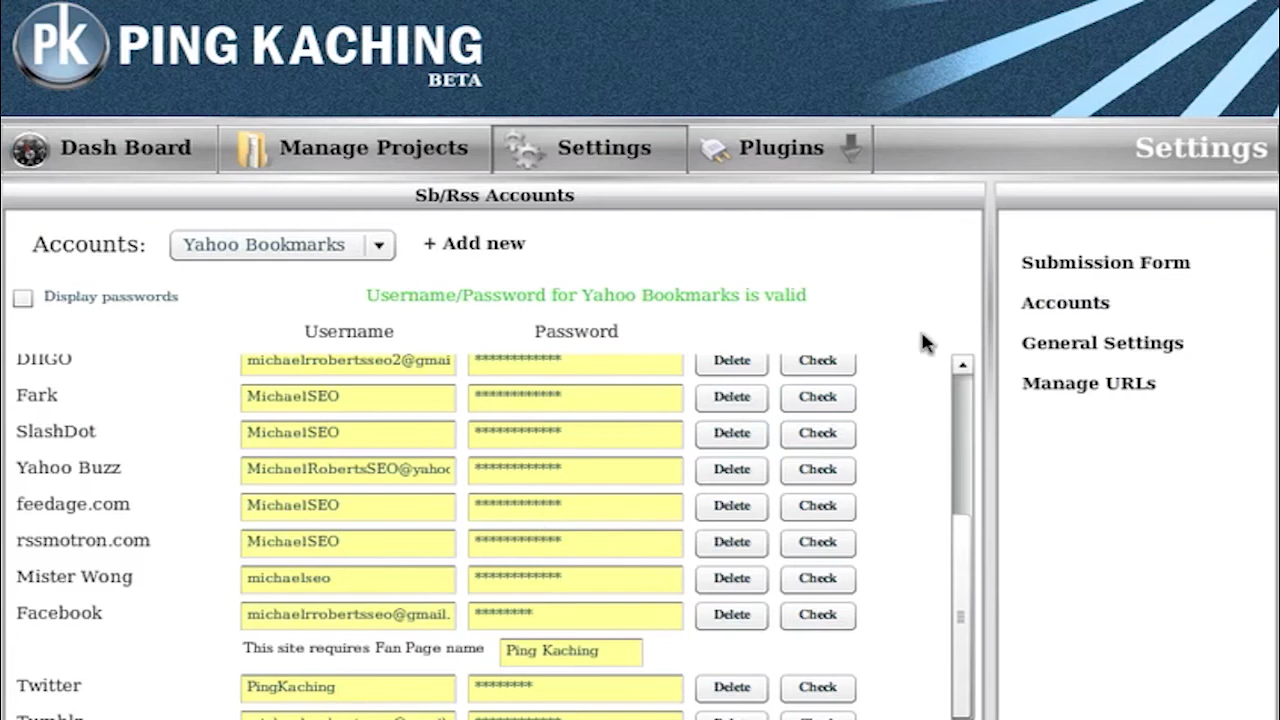 PK PING KACHING
BETA
Dash Board Manage Projects Settings Plugins Settings
Sb/Rss Accounts
Accounts: Yahoo Bookmarks + Add new
Display passwords Username/Password for Yahoo Bookmarks is valid
Username Password
DIIGO michaelrrobertsseo2@gmai ************ Delete Check
Fark MichaelSEO ************ Delete Check
SlashDot MichaelSEO ************ Delete Check
Yahoo Buzz MichaelRobertsSEO@yahoo ************ Delete Check
feedage.com MichaelSEO ************ Delete Check
rssmotron.com MichaelSEO ************ Delete Check
Mister Wong michaelseo ************ Delete Check
Facebook michaelrrobertsseo@gmail. ******** Delete Check
This site requires Fan Page name Ping Kaching
Twitter PingKaching ******** Delete Check
Submission Form
Accounts
General Settings
Manage URLs